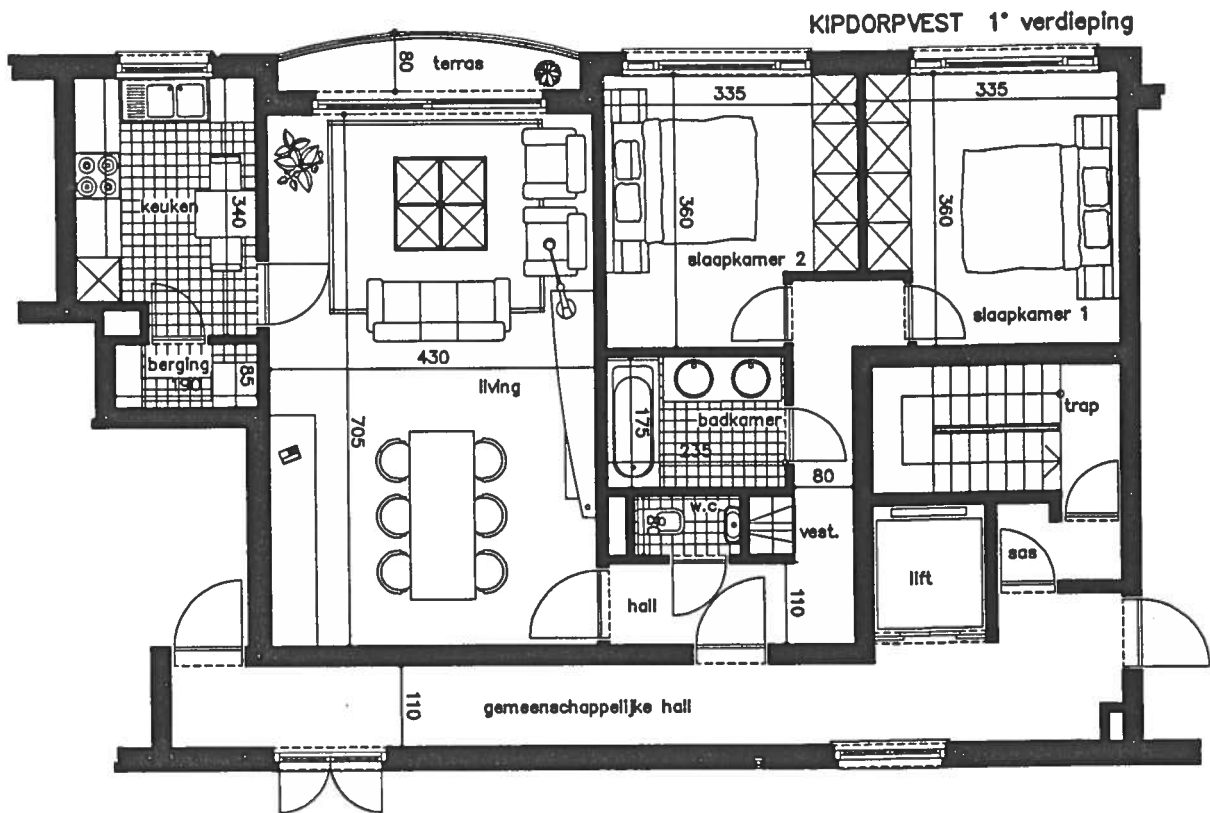 KIPDORPVEST 1° verdieping
80
terras
335
335
keuken
340
360
360
slaapkamer 2
slaapkamer 1
berging
190
85
430
living
705
175
badkamer
235
trap
80
w.c.
vest.
sas
lift
hall
110
110
gemeenschappelijke hall